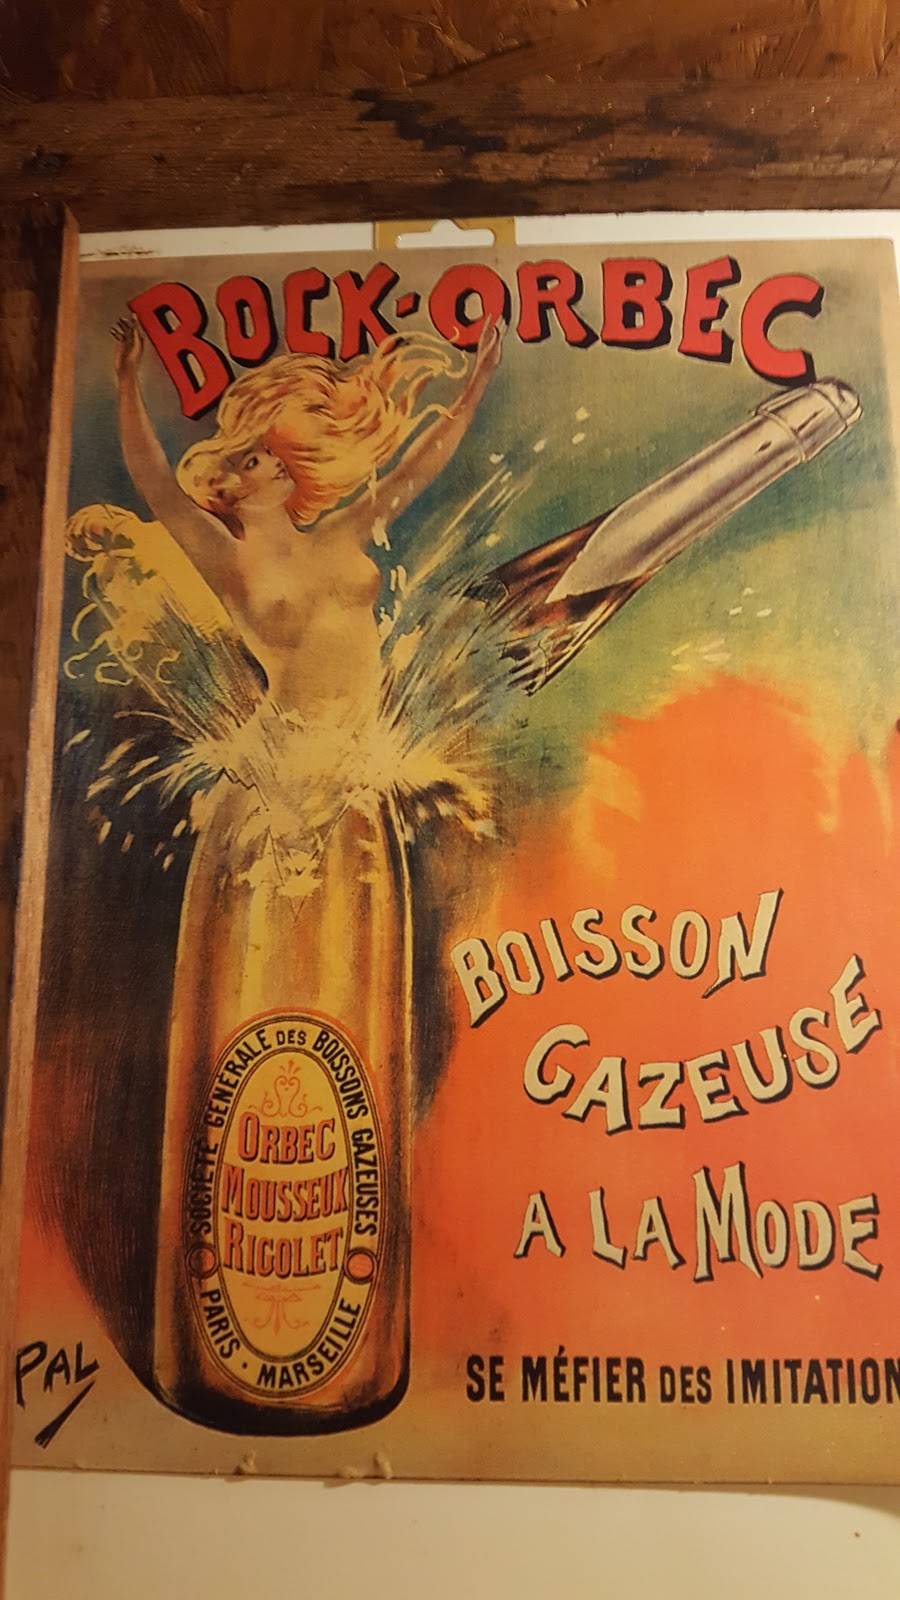 BOCK-ORBEC
BOISSON
GAZEUSE
A LA MODE
SOCIÉTÉ GÉNÉRALE DES BOISSONS GAZEUSES
ORBEC
MOUSSEUX
RIGOLET
PARIS · MARSEILLE
PAL
SE MÉFIER DES IMITATION